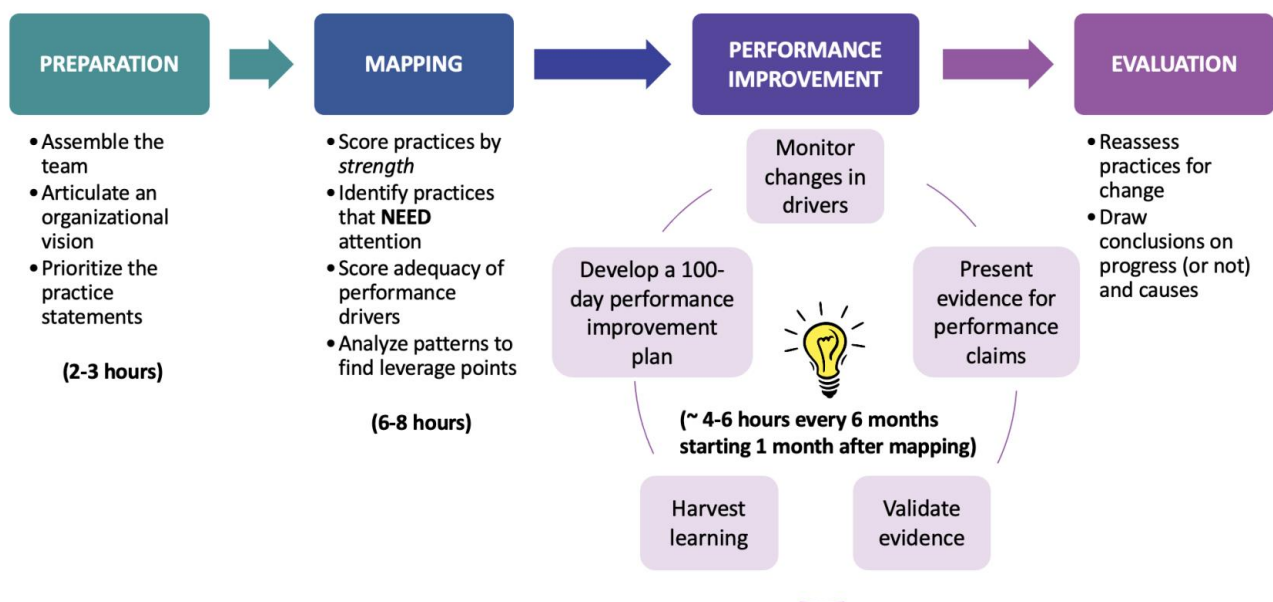 PREPARATION
• Assemble the
team
• Articulate an
organizational
vision
• Prioritize the
practice
statements
(2-3 hours)
MAPPING
• Score practices by
strength
• Identify practices
that NEED
attention
• Score adequacy of
performance
drivers
• Analyze patterns to
find leverage points
(6-8 hours)
PERFORMANCE
IMPROVEMENT
Monitor
changes in
drivers
Present
evidence for
performance
claims
Validate
evidence
Harvest
learning
Develop a 100-
day performance
improvement
plan
(~ 4-6 hours every 6 months
starting 1 month after mapping)
EVALUATION
• Reassess
practices for
change
• Draw
conclusions on
progress (or not)
and causes